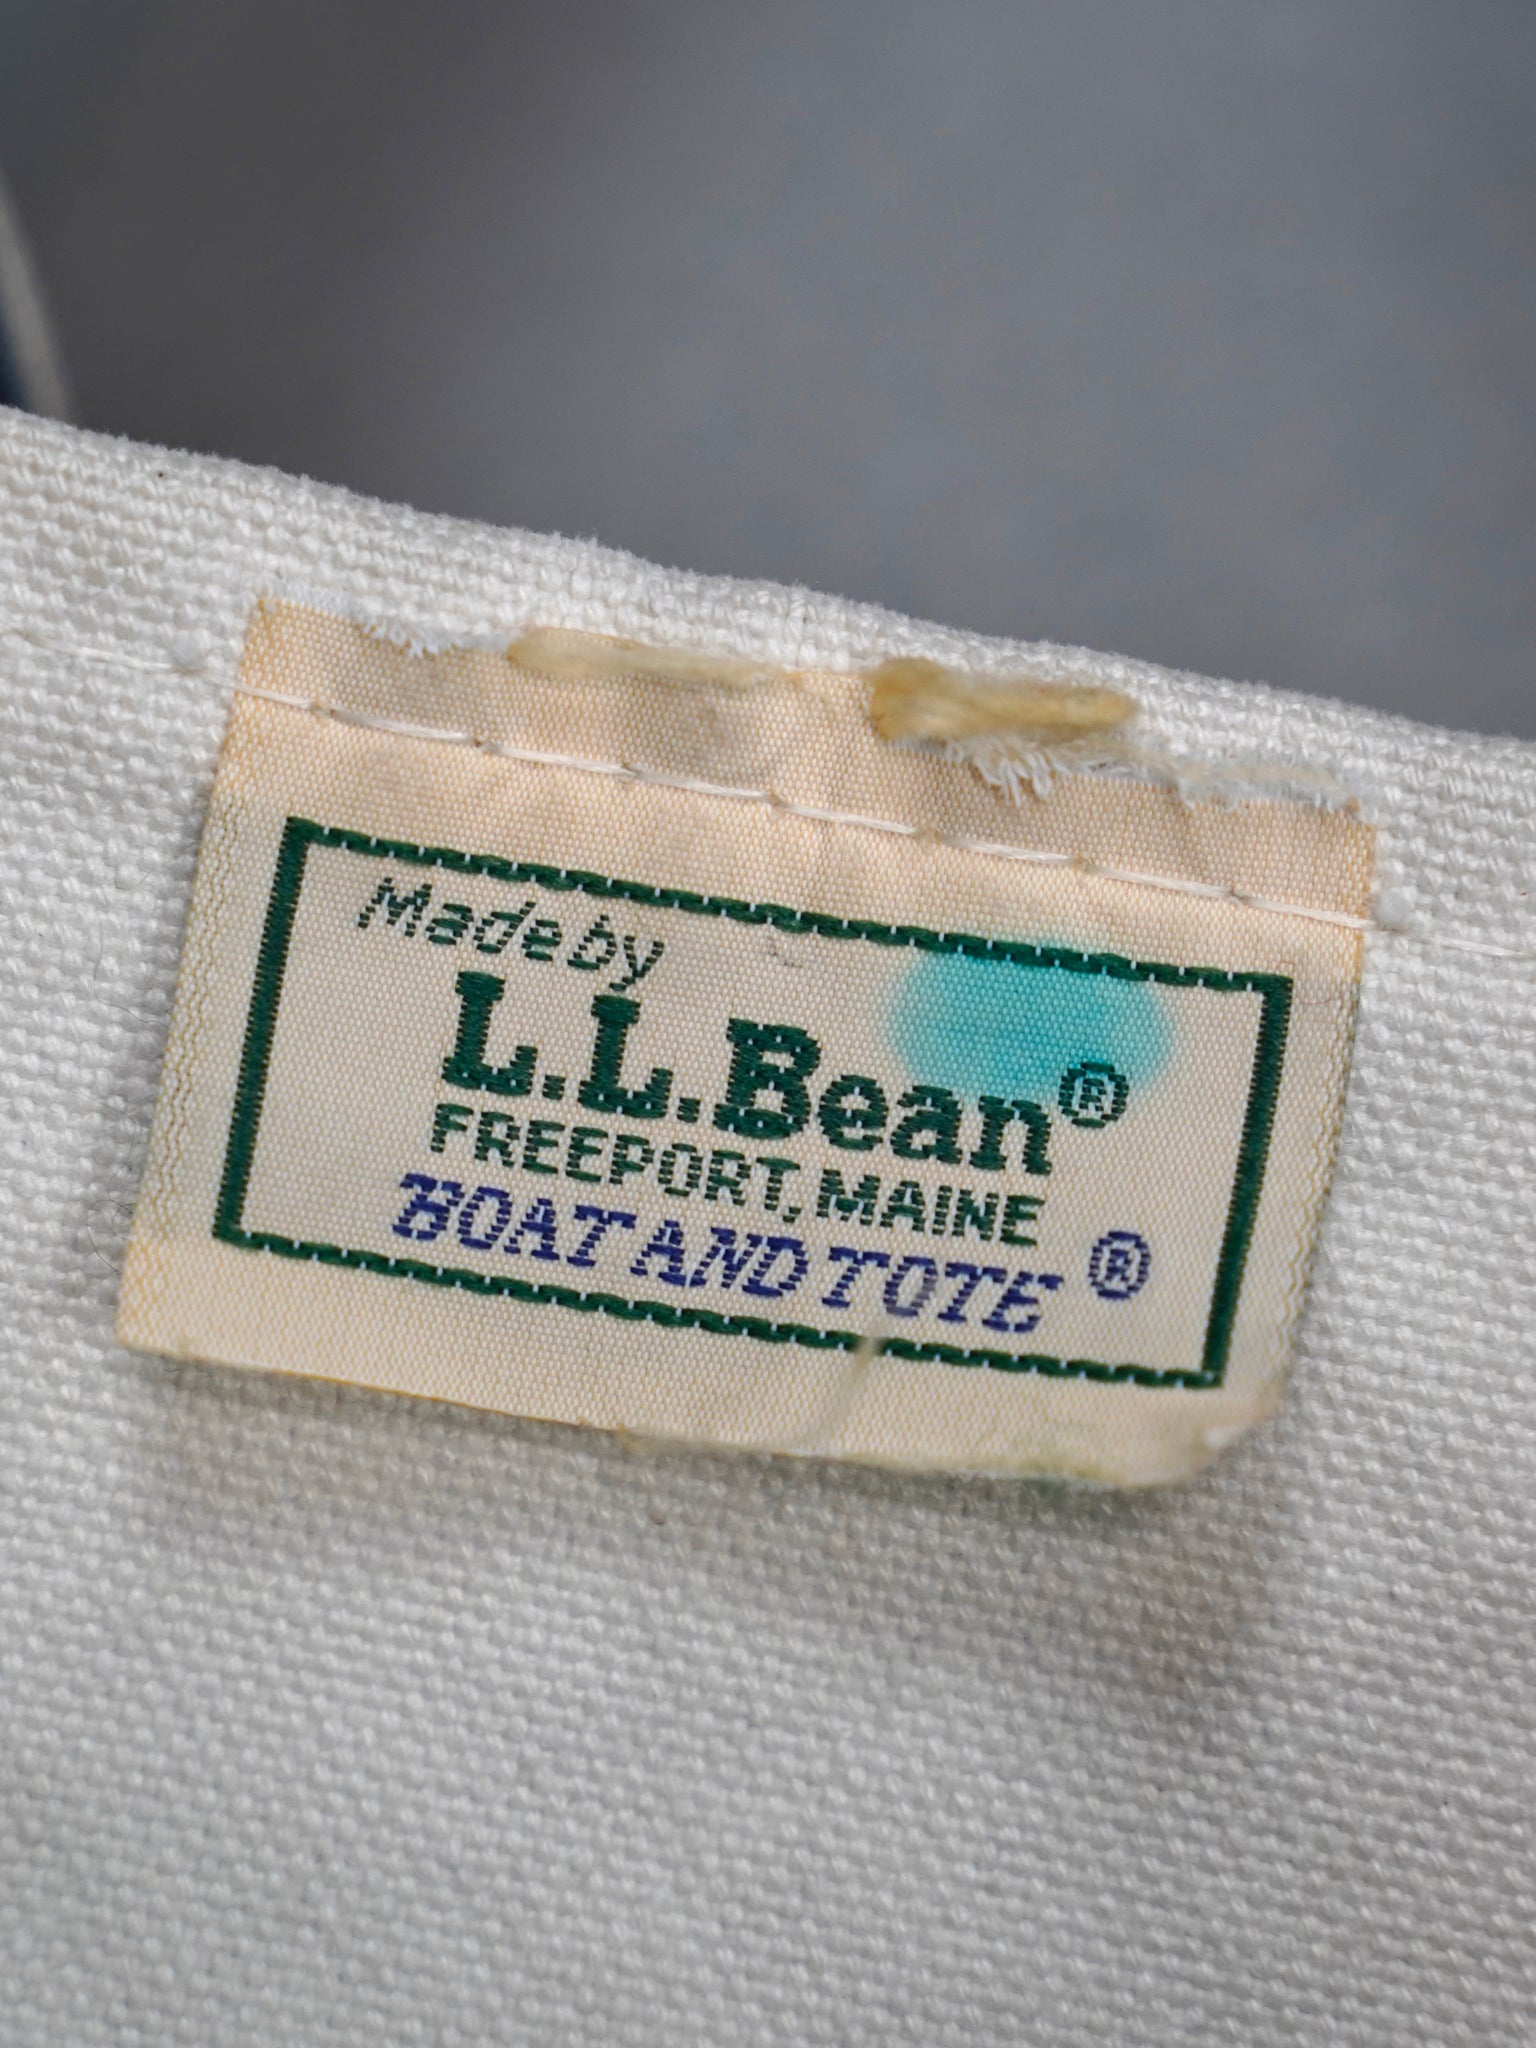 Made by
L.L.Bean®
FREEPORT, MAINE
BOAT AND TOTE ®